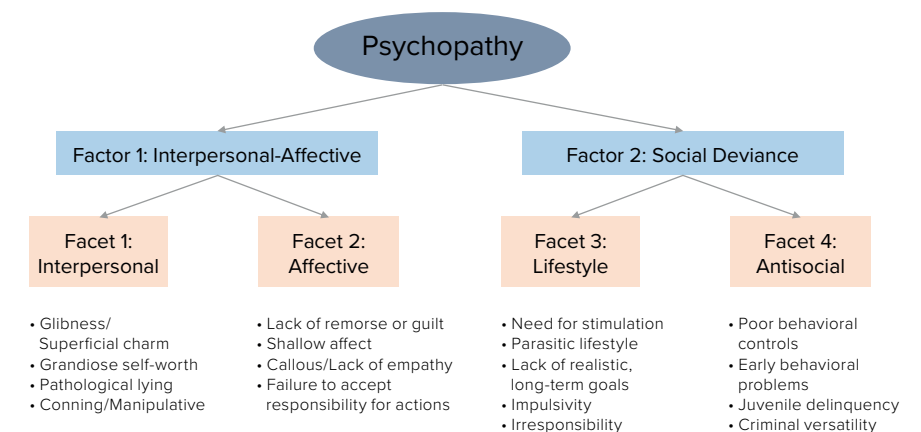 Psychopathy
Factor 1: Interpersonal-Affective
Factor 2: Social Deviance
Facet 1:
Interpersonal
Facet 2:
Affective
Facet 3:
Lifestyle
Facet 4:
Antisocial
• Glibness/
Superficial charm
• Grandiose self-worth
• Pathological lying
• Conning/Manipulative
• Lack of remorse or guilt
• Shallow affect
• Callous/Lack of empathy
• Failure to accept
responsibility for actions
• Need for stimulation
• Parasitic lifestyle
• Lack of realistic,
long-term goals
• Impulsivity
• Irresponsibility
• Poor behavioral
controls
• Early behavioral
problems
• Juvenile delinquency
• Criminal versatility